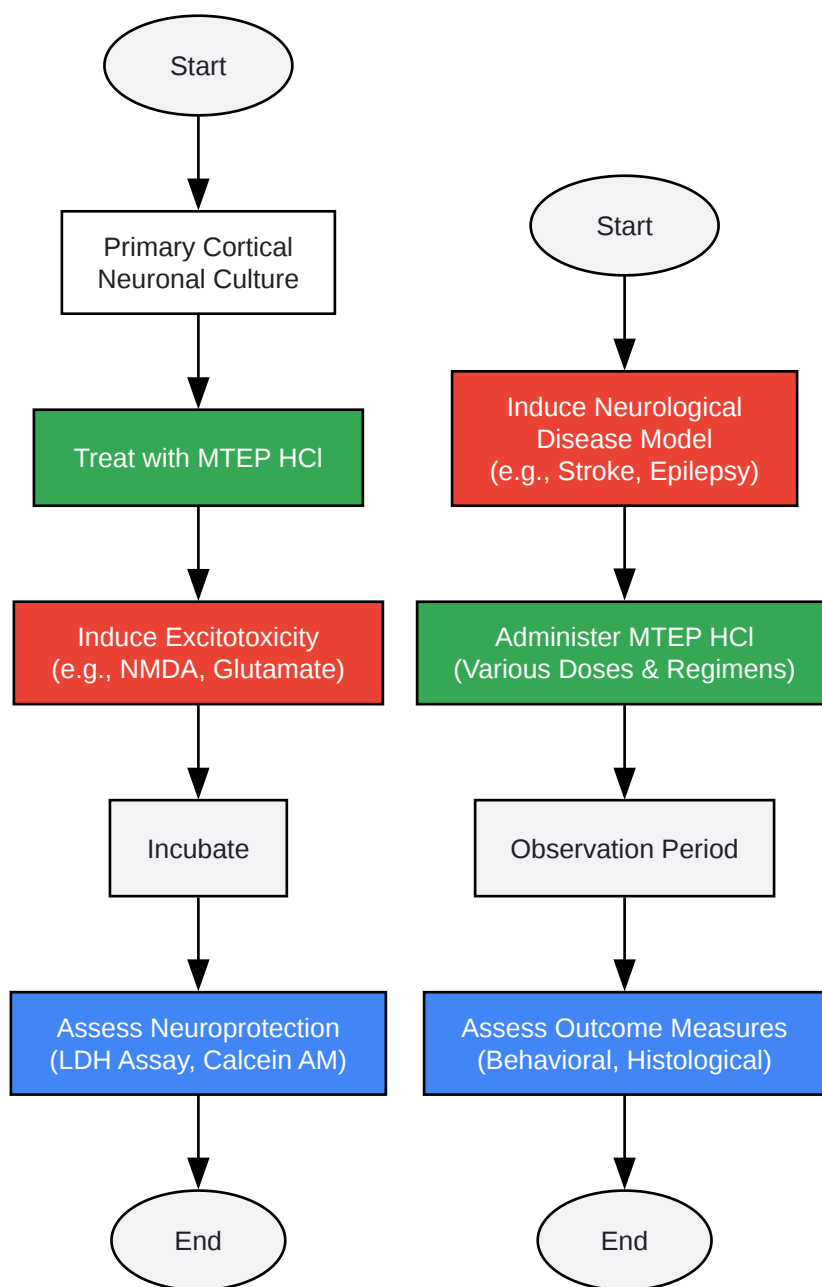 Start
Primary Cortical
Neuronal Culture
Treat with MTEP HCl
Induce Excitotoxicity
(e.g., NMDA, Glutamate)
Incubate
Assess Neuroprotection
(LDH Assay, Calcein AM)
End
Start
Induce Neurological
Disease Model
(e.g., Stroke, Epilepsy)
Administer MTEP HCl
(Various Doses & Regimens)
Observation Period
Assess Outcome Measures
(Behavioral, Histological)
End